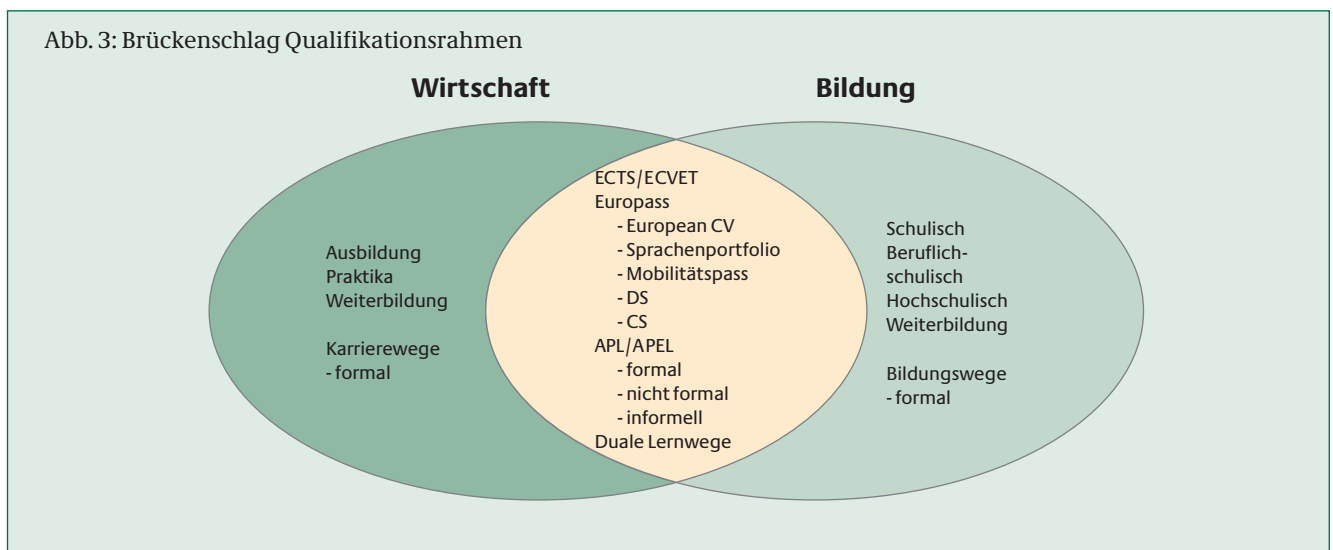 Abb. 3: Brückenschlag Qualifikationsrahmen
Wirtschaft
Bildung
Ausbildung
Praktika
Weiterbildung
Karrierewege
- formal
ECTS/ECVET
Europass
- European CV
- Sprachenportfolio
- Mobilitätspass
- DS
- CS
APL/APEL
- formal
- nicht formal
- informell
Duale Lernwege
Schulisch
Beruflich-
schulisch
Hochschulisch
Weiterbildung
Bildungswege
- formal